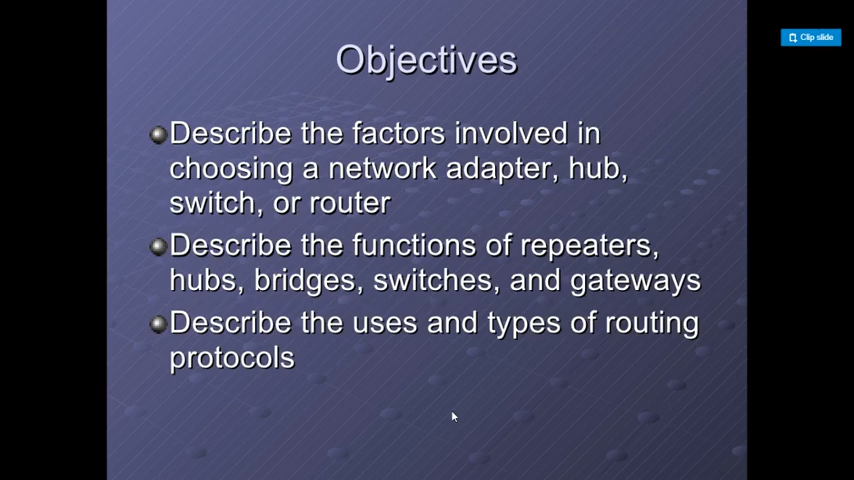 Objectives
Clip slide
Describe the factors involved in
choosing a network adapter, hub,
switch, or router
Describe the functions of repeaters,
hubs, bridges, switches, and gateways
Describe the uses and types of routing
protocols